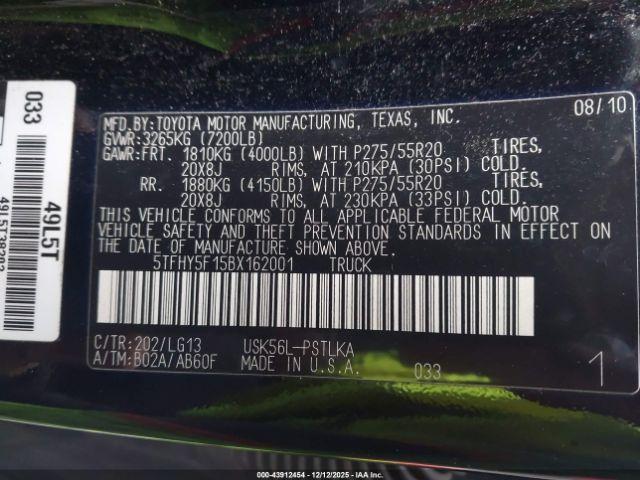 033
49L5T
MFD.BY:TOYOTA MOTOR MANUFACTURING, TEXAS, INC. 08/10
GVWR:3265KG (7200LB)
GAWR:FRT. 1810KG (4000LB) WITH P275/55R20 TIRES,
20X8J RIMS, AT 210KPA (30PSI) COLD.
RR. 1880KG (4150LB) WITH P275/55R20 TIRES,
20X8J RIMS, AT 230KPA (33PSI) COLD.
THIS VEHICLE CONFORMS TO ALL APPLICABLE FEDERAL MOTOR
VEHICLE SAFETY AND THEFT PREVENTION STANDARDS IN EFFECT ON
THE DATE OF MANUFACTURE SHOWN ABOVE.
5TFHY5F15BX162001 TRUCK
C/TR:202/LG13 USK56L-PSTLKA
A/TM:B02A/AB60F MADE IN U.S.A. 033 1
000-43912454 - 12/12/2025 - IAAI.com